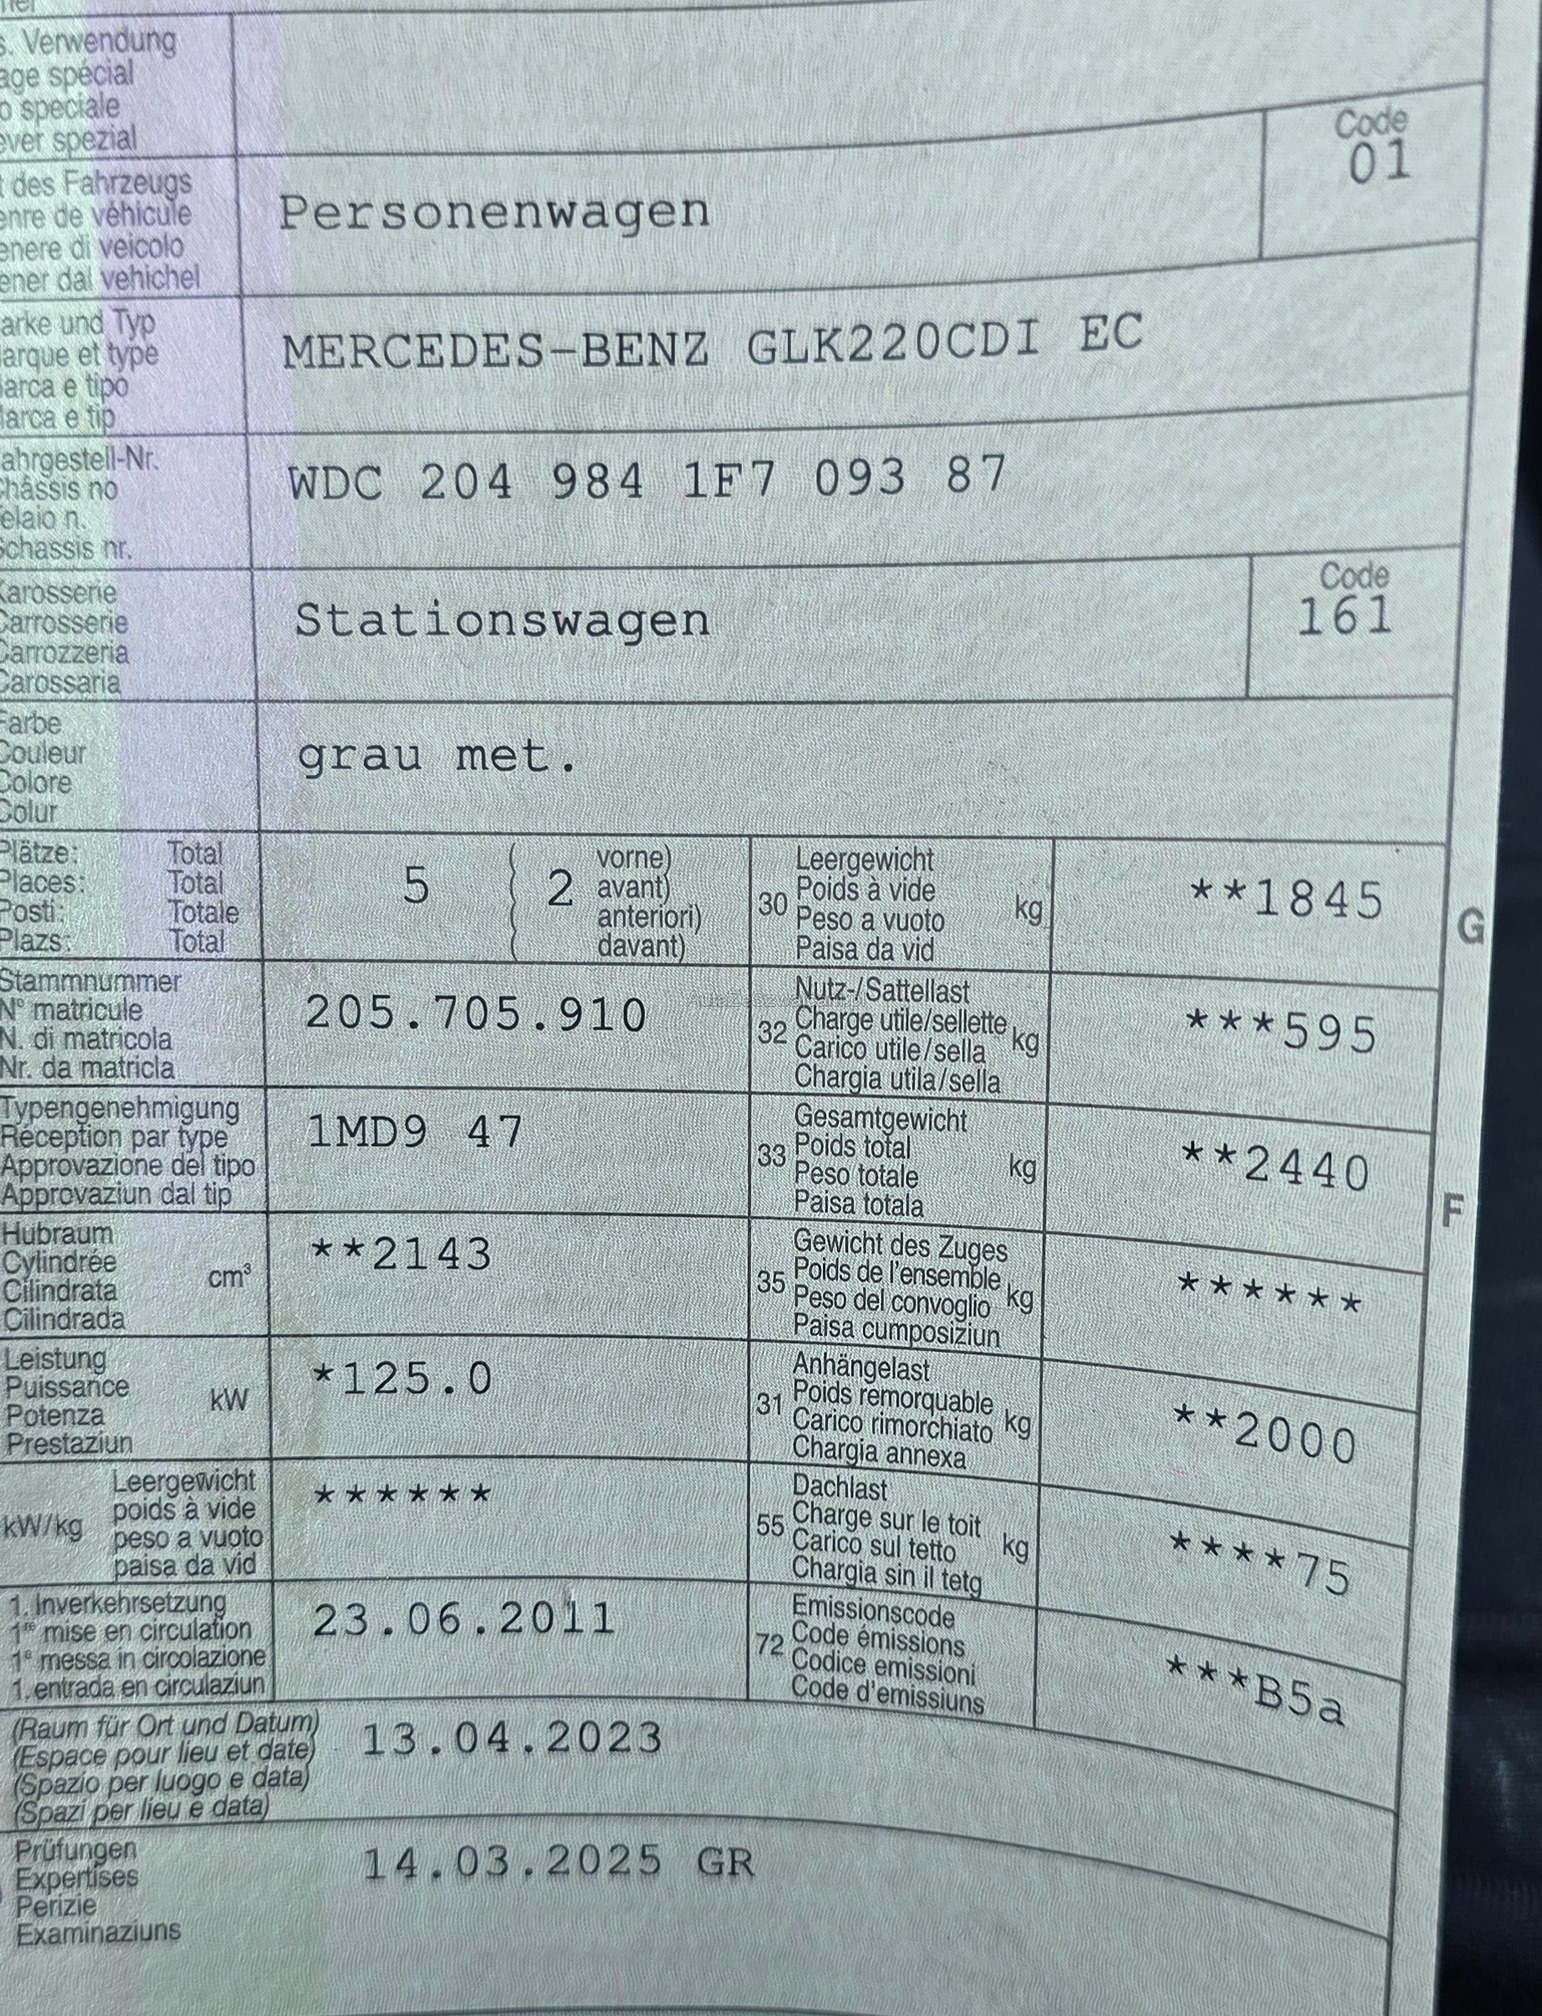 s. Verwendung
age spécial
o speciale
ever spezial
Code
01
t des Fahrzeugs
enre de véhicule
enere di veicolo
ener dal vehichel
Personenwagen
arke und Typ
arque et type
arca e tipo
arca e tip
MERCEDES-BENZ GLK220CDI EC
ahrgestell-Nr.
Châssis no
elaio n.
Schassis nr.
WDC 204 984 1F7 093 87
Karosserie
Carrosserie
Carrozzeria
Carossaria
Stationswagen
Code
161
Farbe
Couleur
Colore
Colur
grau met.
Plätze: Total
Places: Total
Posti: Totale
Plazs: Total
5 2
vorne)
avant)
anteriori)
davant)
30 kg
Leergewicht
Poids à vide
Peso a vuoto
Paisa da vid
**1845
G
Stammnummer
N° matricule
N. di matricola
Nr. da matricla
205.705.910
32 kg
Nutz-/Sattellast
Charge utile/sellette
Carico utile/sella
Chargia utila/sella
***595
Typengenehmigung
Réception par type
Approvazione del tipo
Approvaziun dal tip
1MD9 47
33 kg
Gesamtgewicht
Poids total
Peso totale
Paisa totala
**2440
F
Hubraum
Cylindrée
Cilindrata
Cilindrada
cm³
**2143
35 kg
Gewicht des Zuges
Poids de l'ensemble
Peso del convoglio
Paisa cumposiziun
******
Leistung
Puissance
Potenza
Prestaziun
kW
*125.0
31 kg
Anhängelast
Poids remorquable
Carico rimorchiato
Chargia annexa
**2000
kW/kg
Leergewicht
poids à vide
peso a vuoto
paisa da vid
******
55 kg
Dachlast
Charge sur le toit
Carico sul tetto
Chargia sin il tetg
****75
1. Inverkehrsetzung
1re mise en circulation
1a messa in circolazione
1. entrada en circulaziun
23.06.2011
72
Emissionscode
Code émissions
Codice emissioni
Code d'emissiuns
***B5a
(Raum für Ort und Datum)
(Espace pour lieu et date)
(Spazio per luogo e data)
(Spazi per lieu e data)
13.04.2023
Prüfungen
Expertises
Perizie
Examinaziuns
14.03.2025 GR